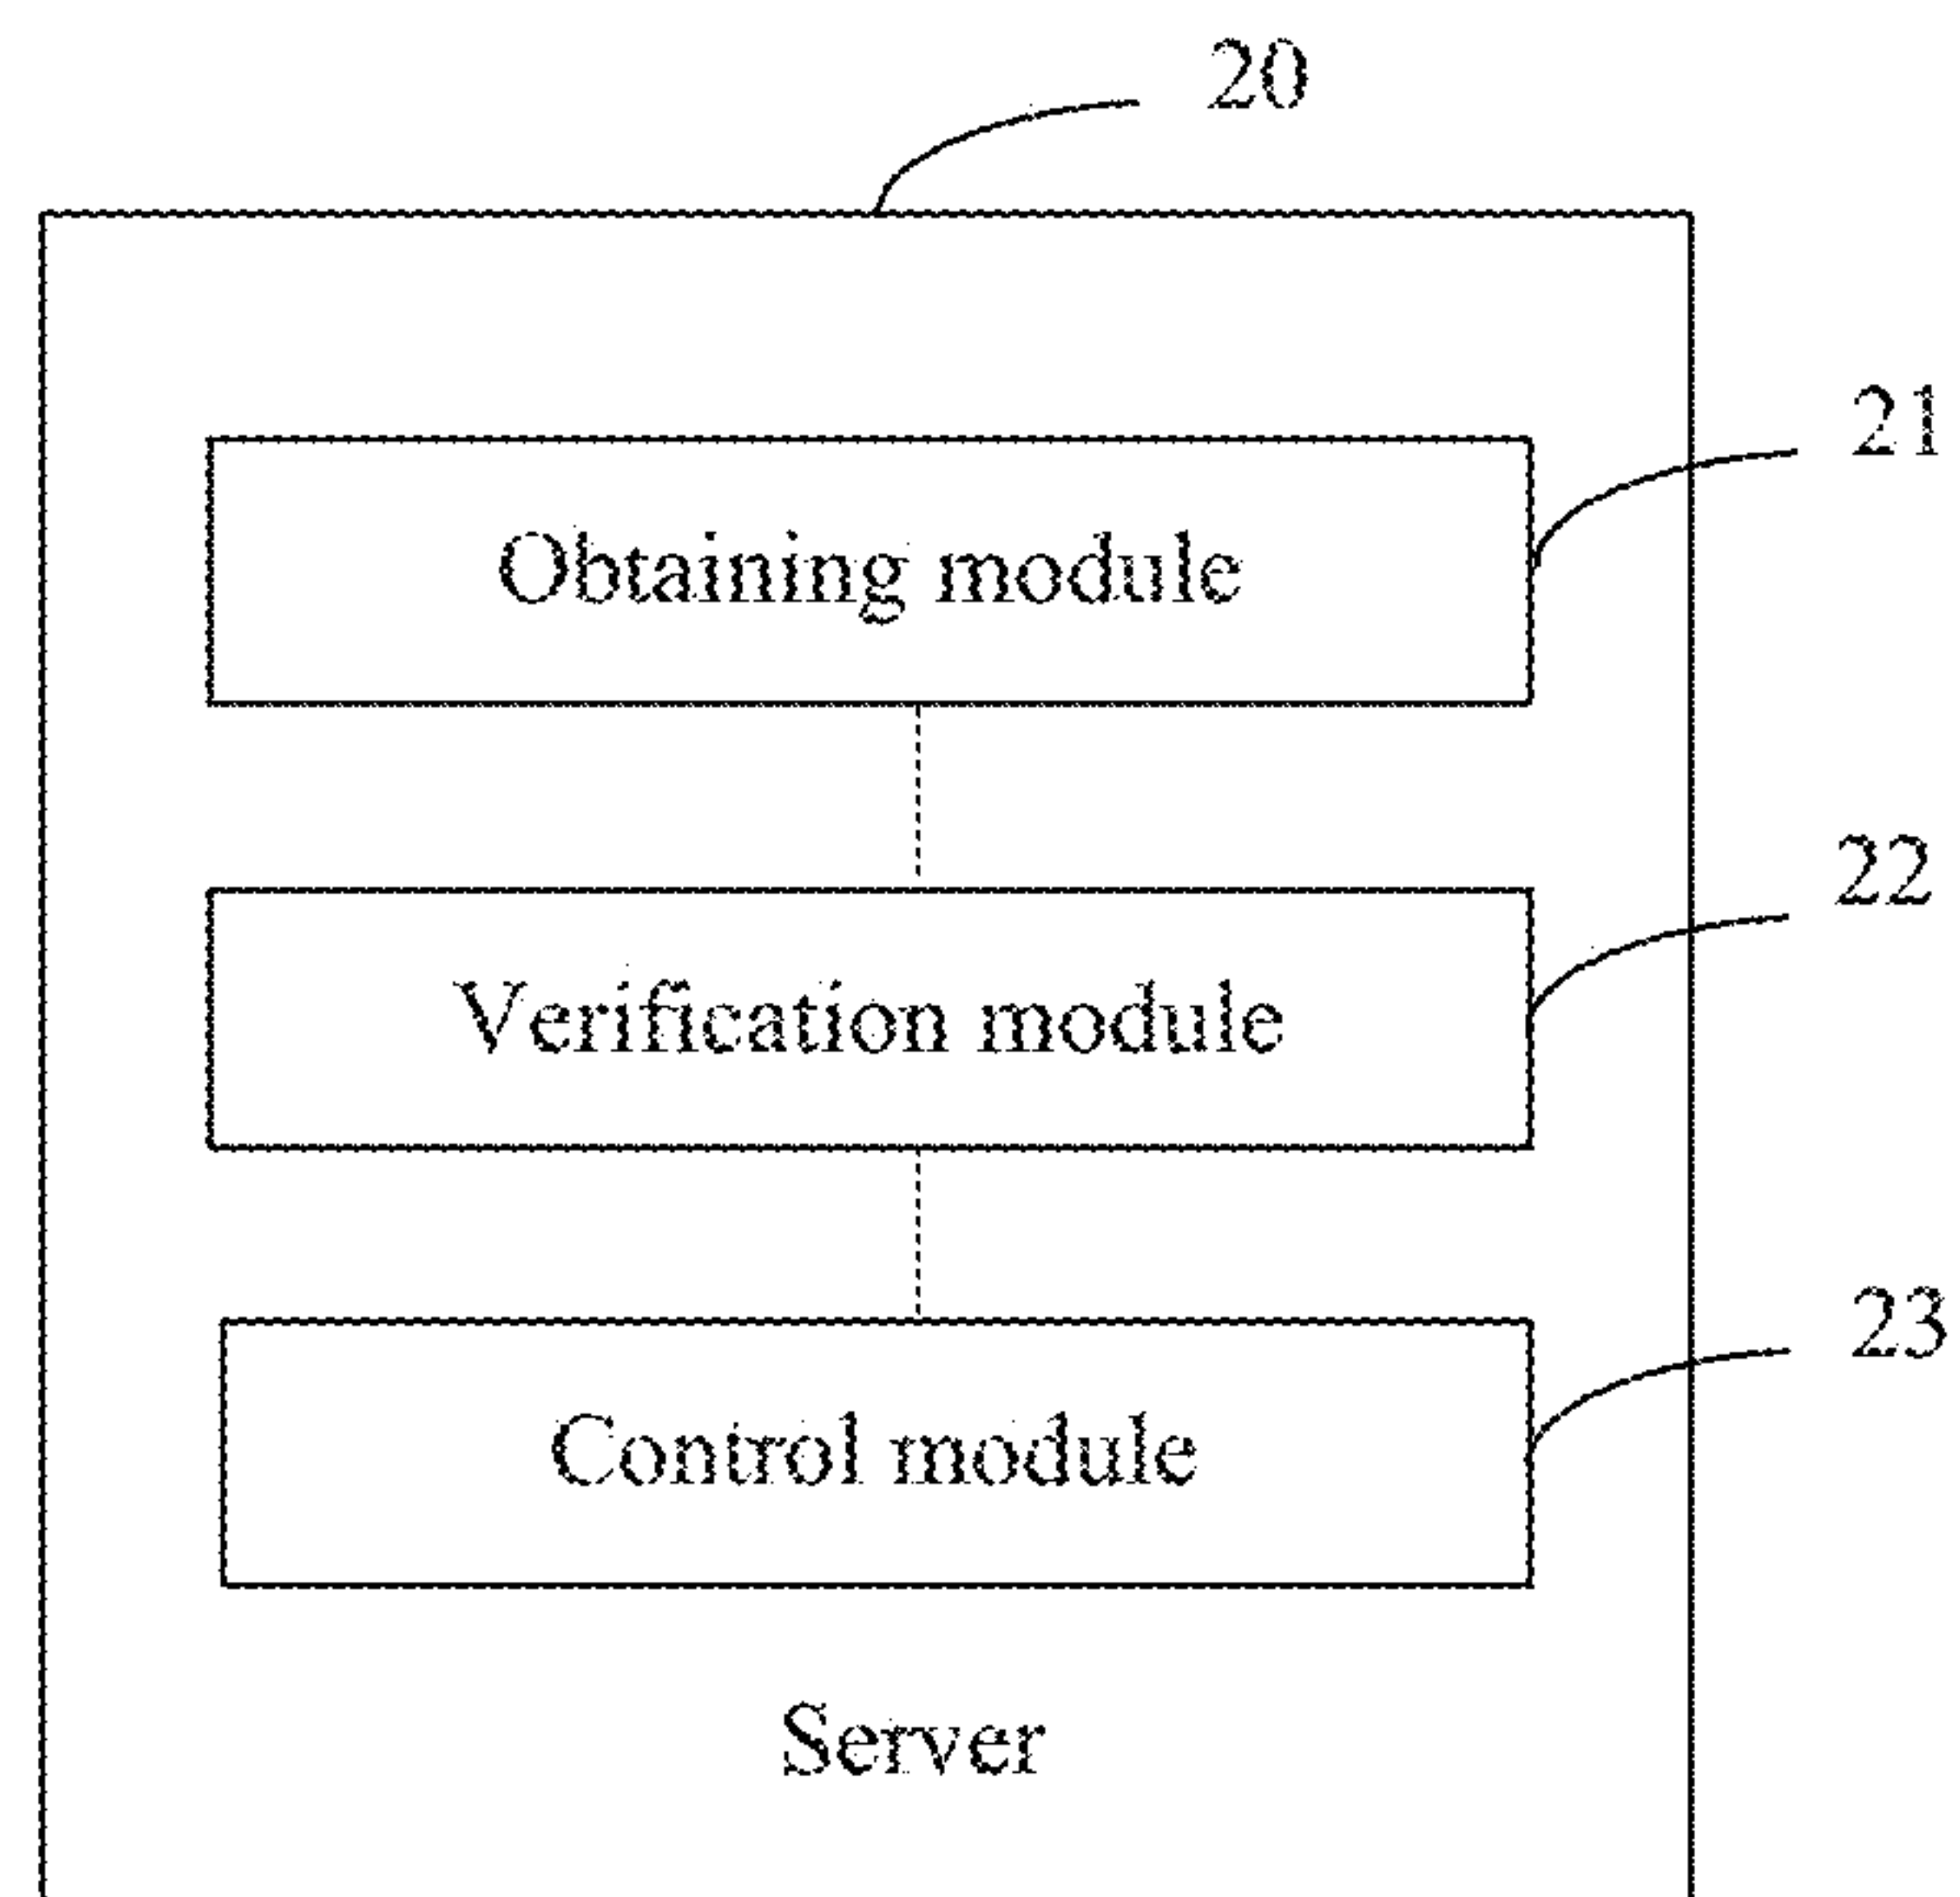 20
21
Obtaining module
22
Verification module
23
Control module
Server